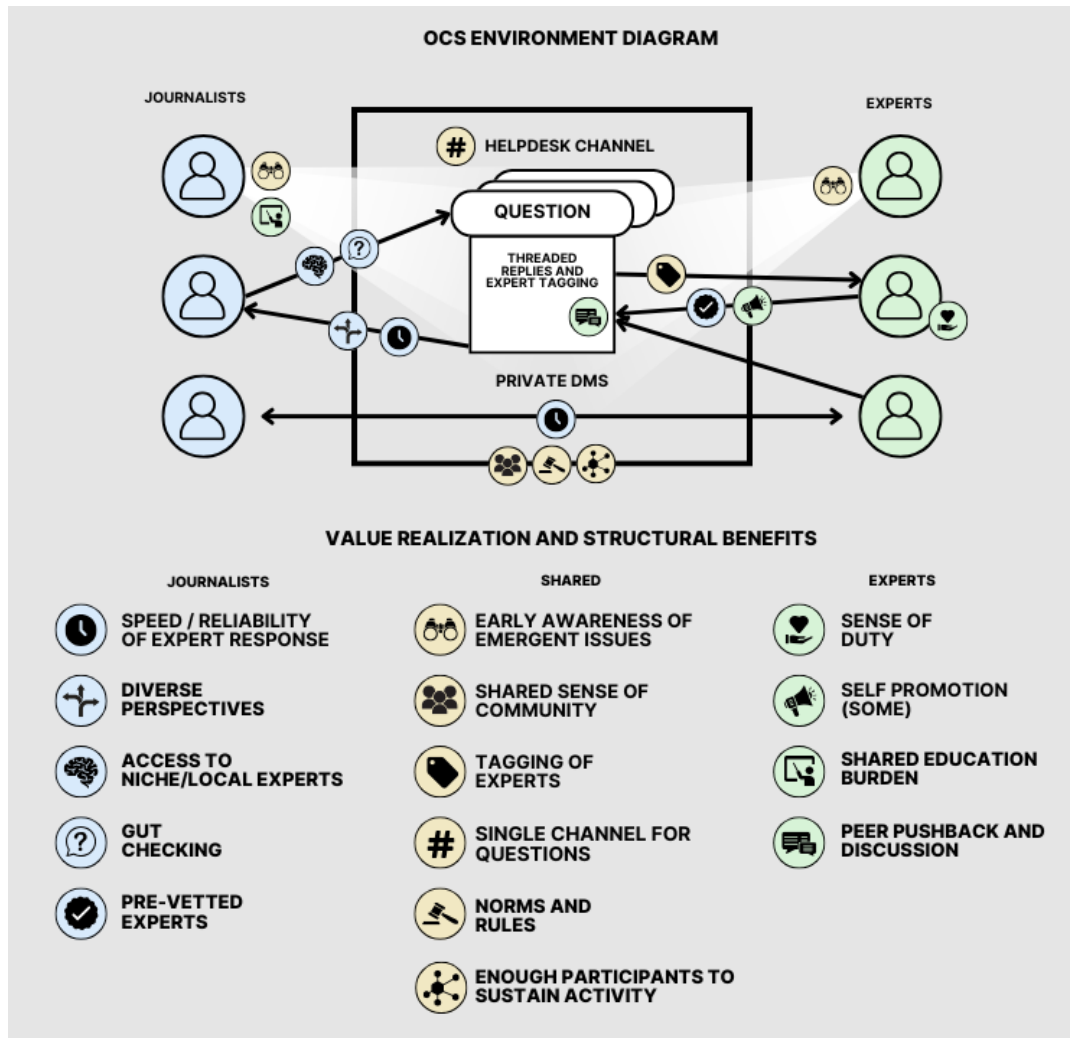 OCS ENVIRONMENT DIAGRAM
JOURNALISTS
EXPERTS
# HELPDESK CHANNEL
QUESTION
THREADED
REPLIES AND
EXPERT TAGGING
PRIVATE DMS
VALUE REALIZATION AND STRUCTURAL BENEFITS
JOURNALISTS
SPEED / RELIABILITY
OF EXPERT RESPONSE
DIVERSE
PERSPECTIVES
ACCESS TO
NICHE/LOCAL EXPERTS
? GUT
CHECKING
PRE-VETTED
EXPERTS
SHARED
EARLY AWARENESS OF
EMERGENT ISSUES
SHARED SENSE OF
COMMUNITY
TAGGING OF
EXPERTS
# SINGLE CHANNEL FOR
QUESTIONS
NORMS AND
RULES
ENOUGH PARTICIPANTS TO
SUSTAIN ACTIVITY
EXPERTS
SENSE OF
DUTY
SELF PROMOTION
(SOME)
SHARED EDUCATION
BURDEN
PEER PUSHBACK AND
DISCUSSION